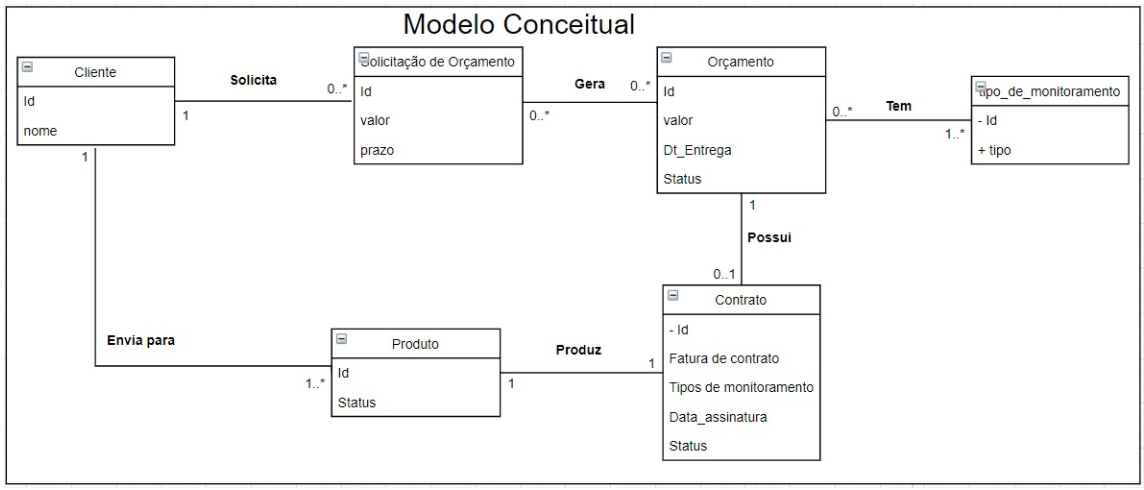 Modelo Conceitual
Cliente
Id
nome
1
1
Solicita
0..*
Solicitação de Orçamento
Id
valor
prazo
0..*
Gera
0..*
Orçamento
Id
valor
Dt_Entrega
Status
0..*
Tem
1..*
tipo_de_monitoramento
- Id
+ tipo
1
Possui
0..1
Contrato
- Id
Fatura de contrato
Tipos de monitoramento
Data_assinatura
Status
1
Produz
1
Produto
Id
Status
1..*
Envia para